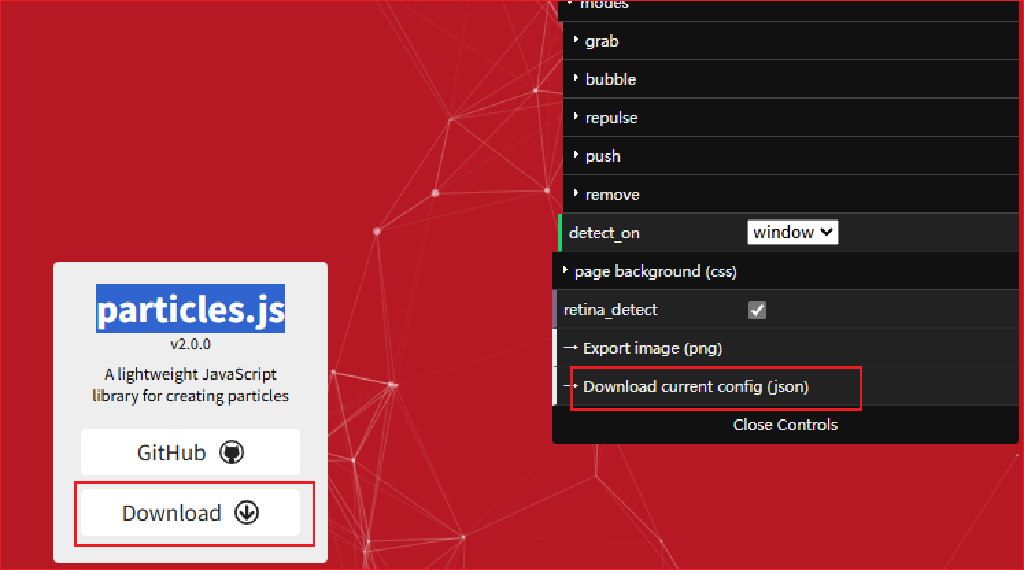 particles.js
v2.0.0
A lightweight JavaScript
library for creating particles
GitHub
Download
modes
grab
bubble
repulse
push
remove
detect_on window
page background (css)
retina_detect
→ Export image (png)
→ Download current config (json)
Close Controls